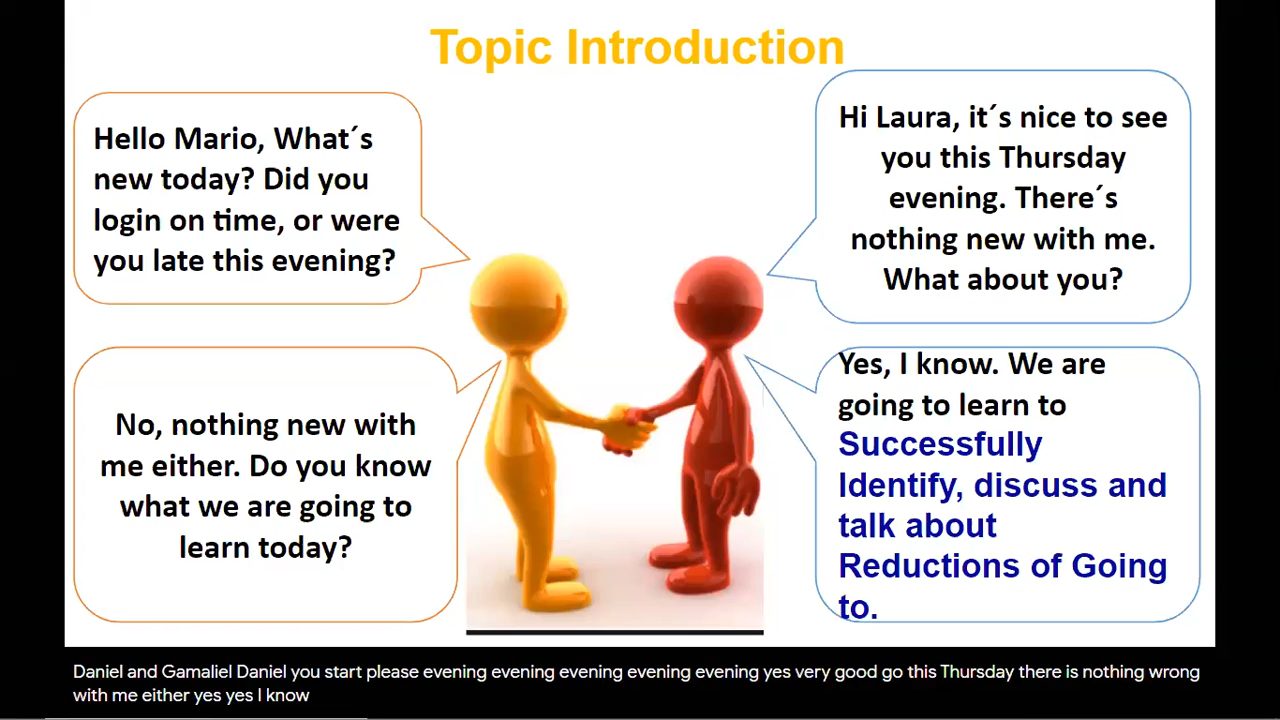 Topic Introduction
Hello Mario, What´s
new today? Did you
login on time, or were
you late this evening?
Hi Laura, it´s nice to see
you this Thursday
evening. There´s
nothing new with me.
What about you?
No, nothing new with
me either. Do you know
what we are going to
learn today?
Yes, I know. We are
going to learn to
Successfully
Identify, discuss and
talk about
Reductions of Going
to.
Daniel and Gamaliel Daniel you start please evening evening evening evening evening yes very good go this Thursday there is nothing wrong
with me either yes yes I know